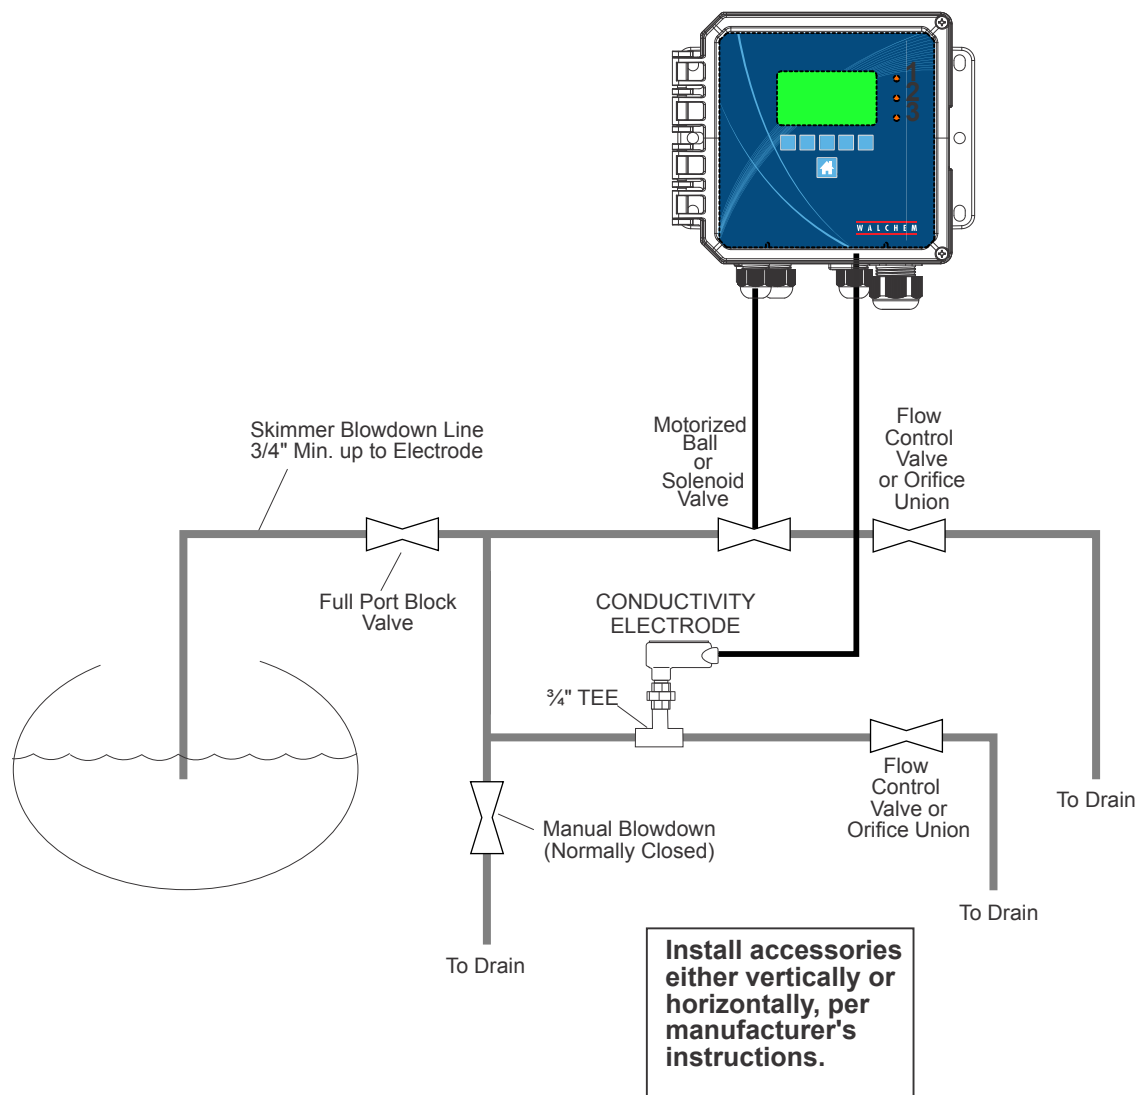 1
2
3
WALCHEM
Skimmer Blowdown Line
3/4" Min. up to Electrode
Motorized
Ball
or
Solenoid
Valve
Flow
Control
Valve
or Orifice
Union
Full Port Block
Valve
CONDUCTIVITY
ELECTRODE
¾" TEE
Flow
Control
Valve or
Orifice Union
To Drain
Manual Blowdown
(Normally Closed)
To Drain
To Drain
Install accessories
either vertically or
horizontally, per
manufacturer's
instructions.